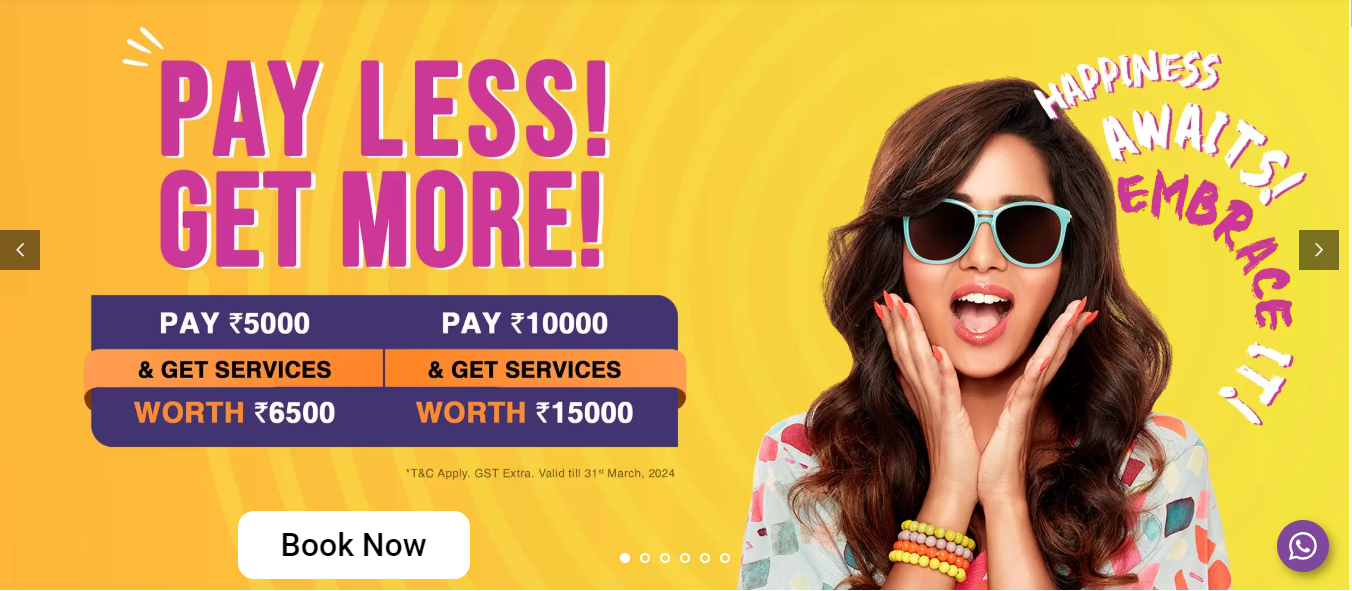 PAY LESS!
GET MORE!
HAPPINESS
AWAITS!
EMBRACE
IT!
PAY ₹5000
PAY ₹10000
& GET SERVICES
& GET SERVICES
WORTH ₹6500
WORTH ₹15000
*T&C Apply. GST Extra. Valid till 31st March, 2024
Book Now